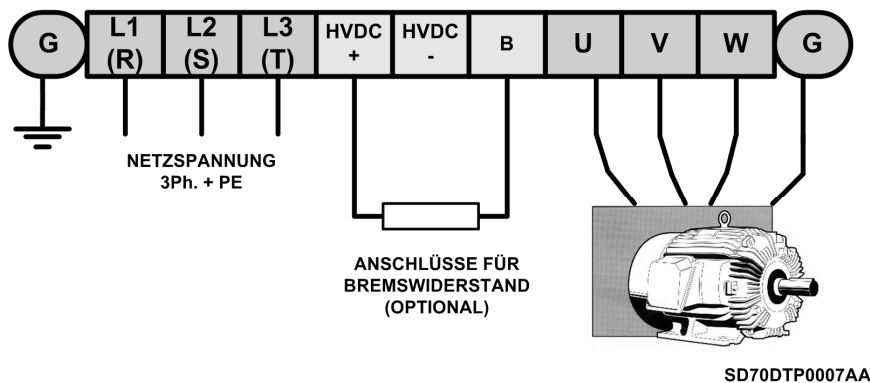 G L1 (R) L2 (S) L3 (T) HVDC + HVDC - B U V W G
NETZSPANNUNG
3Ph. + PE
ANSCHLÜSSE FÜR
BREMSWIDERSTAND
(OPTIONAL)
SD70DTP0007AA